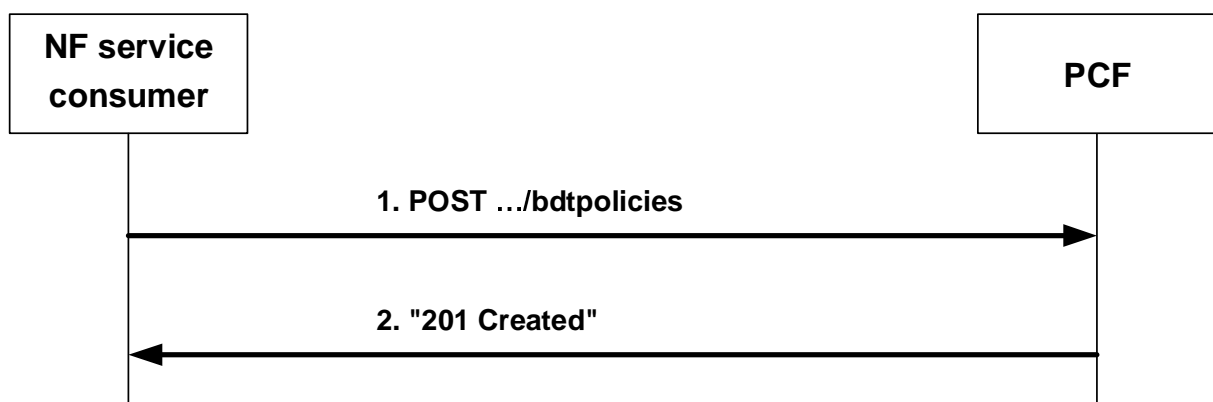 NF service
consumer
PCF
1. POST …/bdtpolicies
2. "201 Created"